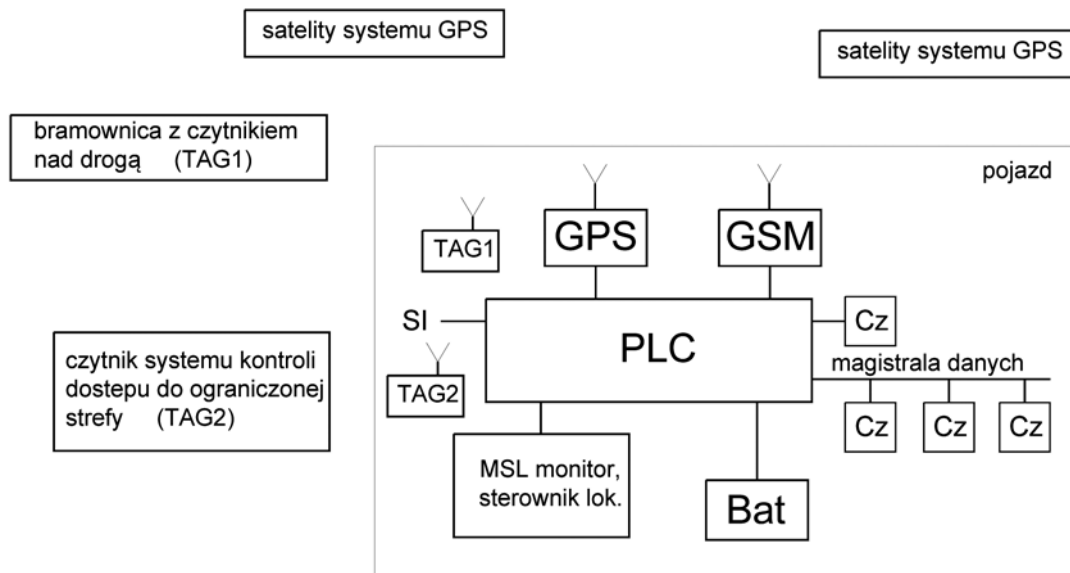 satelity systemu GPS
satelity systemu GPS
bramownica z czytnikiem
nad drogą (TAG1)
pojazd
TAG1
GPS
GSM
SI
PLC
Cz
magistrala danych
czytnik systemu kontroli
dostepu do ograniczonej
strefy (TAG2)
TAG2
Cz
Cz
Cz
MSL monitor,
sterownik lok.
Bat